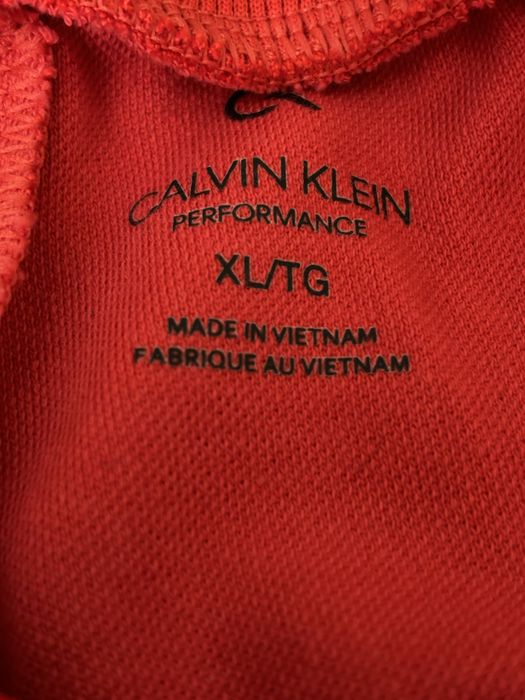 CALVIN KLEIN
PERFORMANCE
XL/TG
MADE IN VIETNAM
FABRIQUE AU VIETNAM